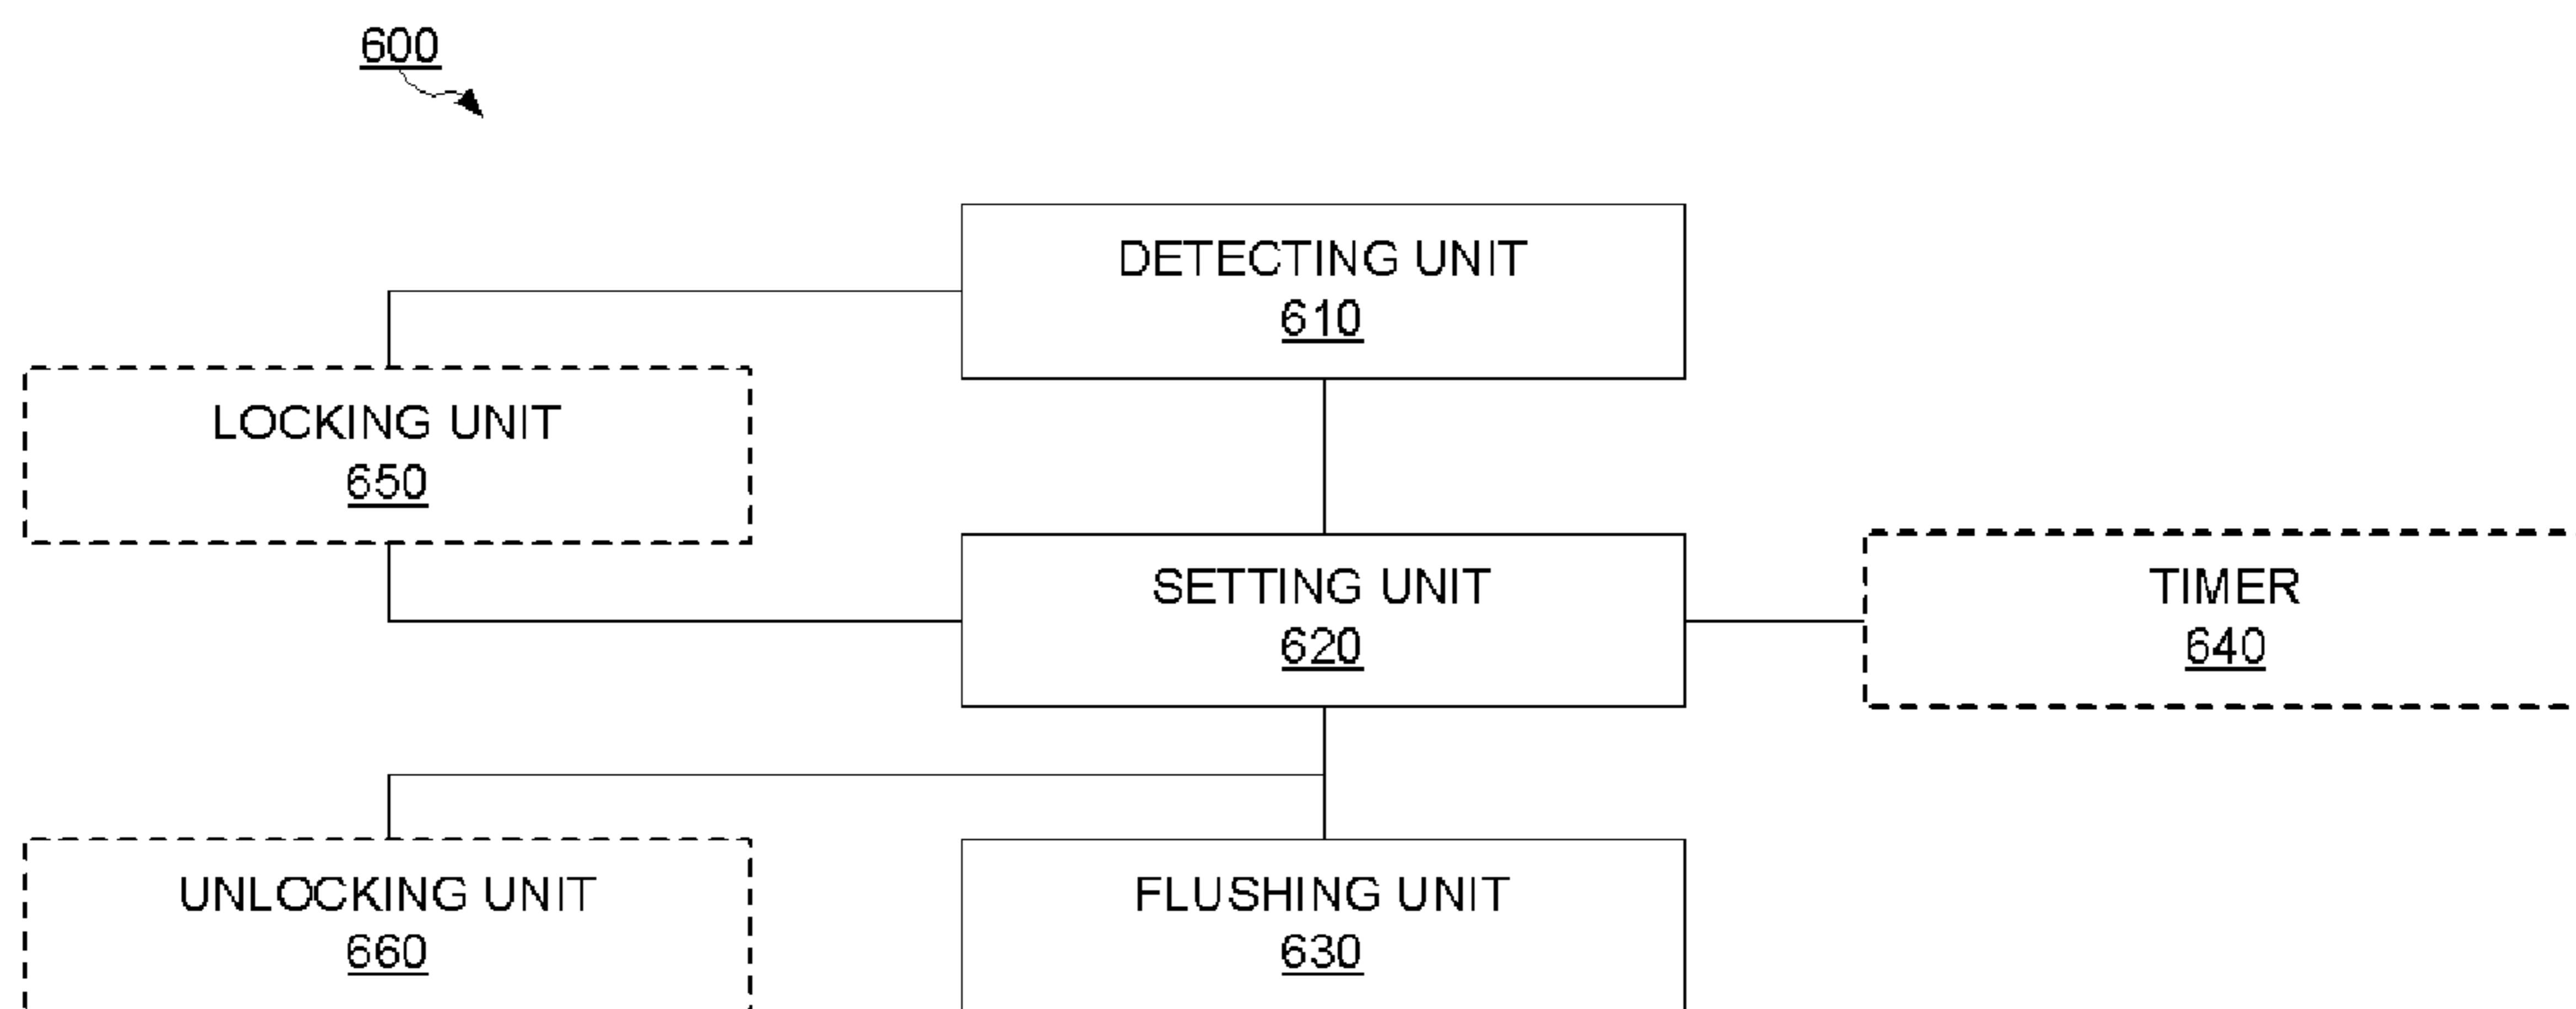 600
DETECTING UNIT
610
LOCKING UNIT
650
SETTING UNIT
620
TIMER
640
UNLOCKING UNIT
660
FLUSHING UNIT
630